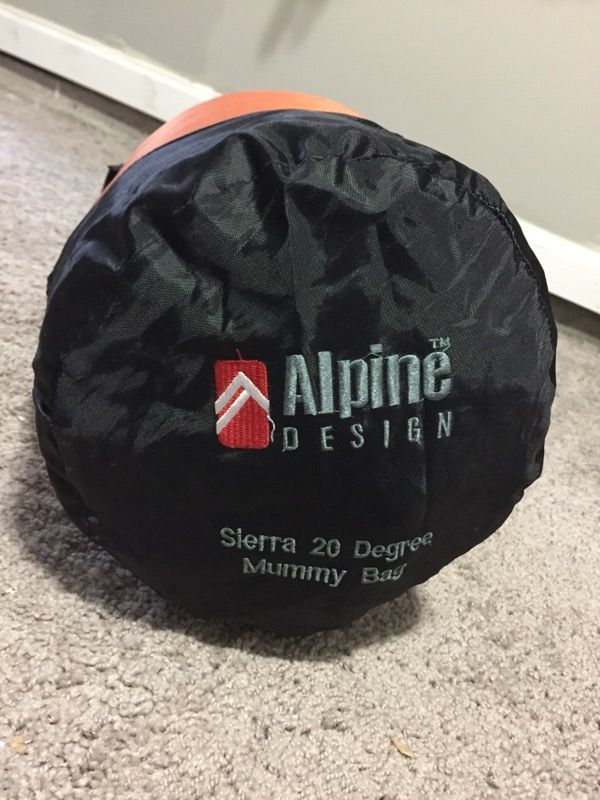 Alpine™
DESIGN
Sierra 20 Degree
Mummy Bag